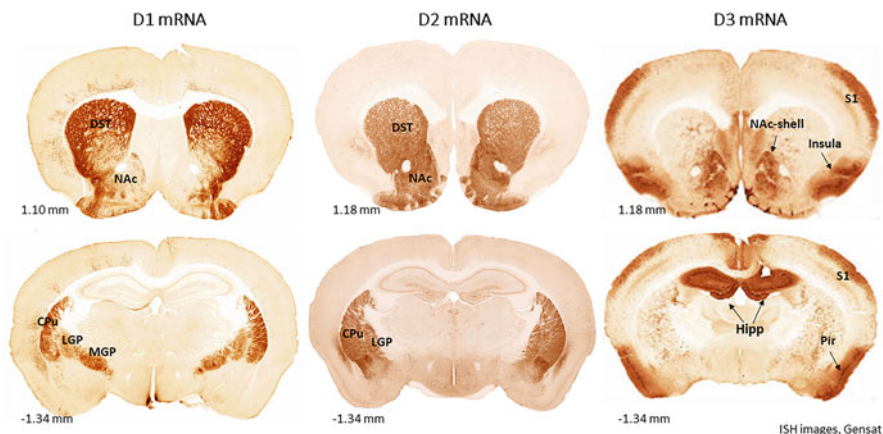 D1 mRNA
D2 mRNA
D3 mRNA
DST
NAc
1.10 mm
DST
NAc
1.18 mm
S1
NAc-shell
Insula
1.18 mm
CPu
LGP
MGP
-1.34 mm
CPu
LGP
-1.34 mm
S1
Hipp
Pir
-1.34 mm
ISH images, Gensat